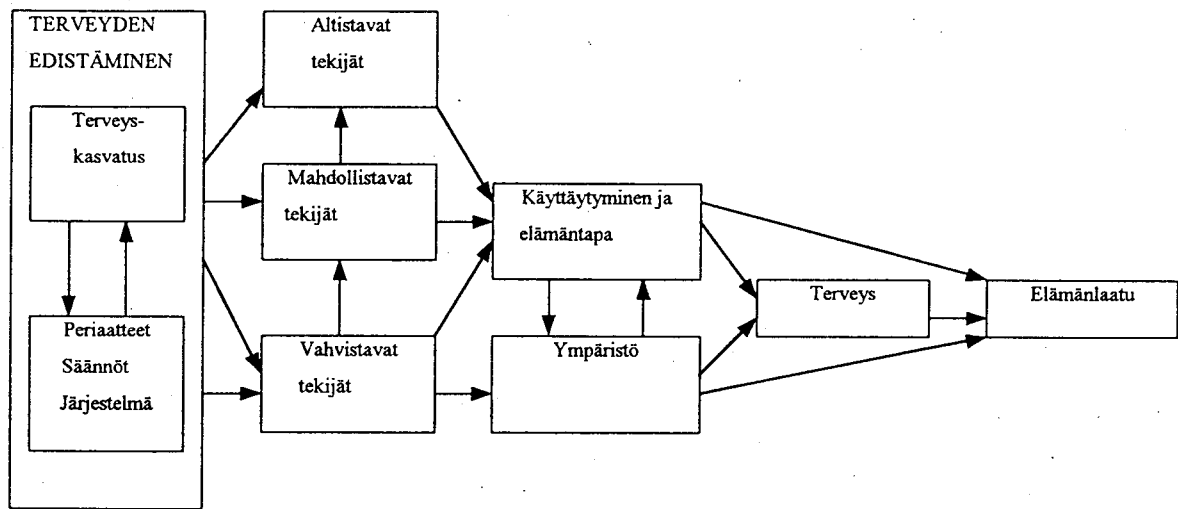 TERVEYDEN
EDISTÄMINEN
Terveys-
kasvatus
Periaatteet
Säännöt
Järjestelmä
Altistavat
tekijät
Mahdollistavat
tekijät
Vahvistavat
tekijät
Käyttäytyminen ja
elämäntapa
Ympäristö
Terveys
Elämänlaatu